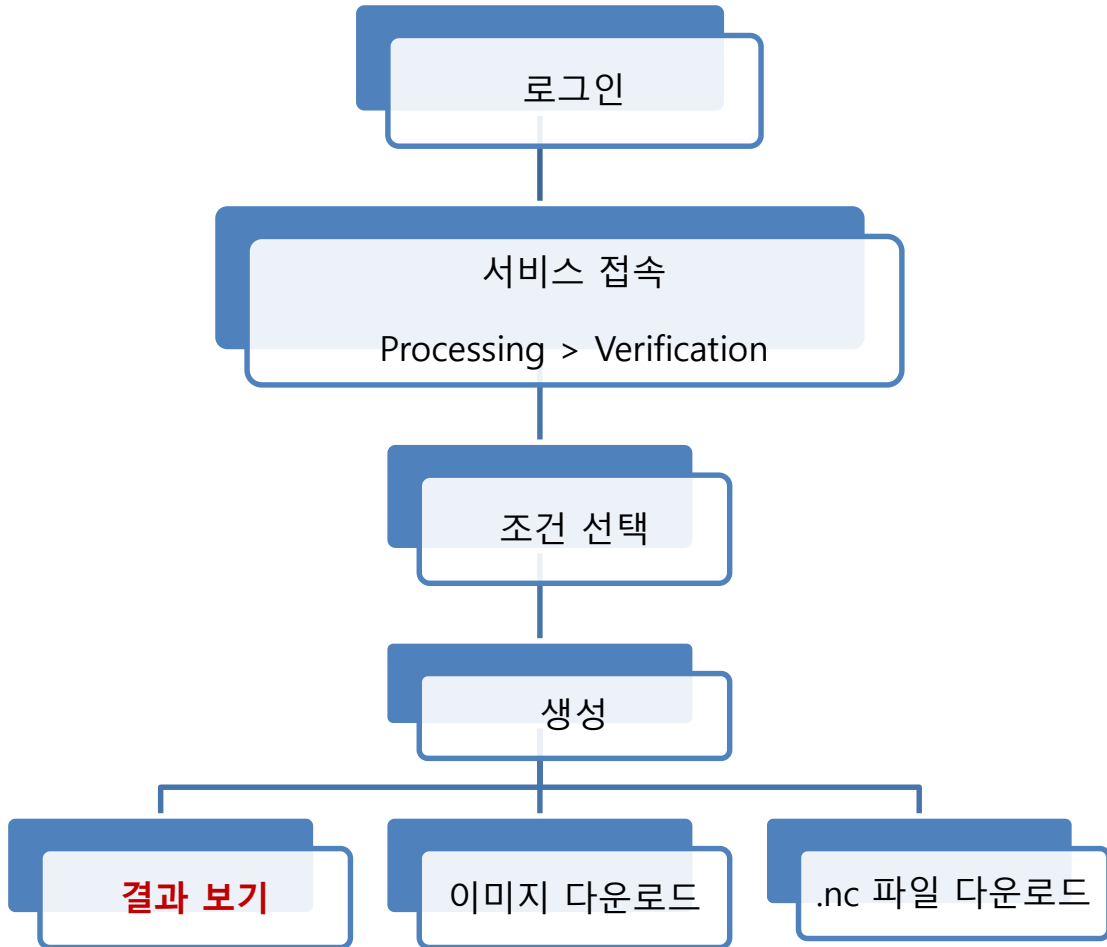 로그인
서비스 접속
Processing > Verification
조건 선택
생성
결과 보기
이미지 다운로드
.nc 파일 다운로드